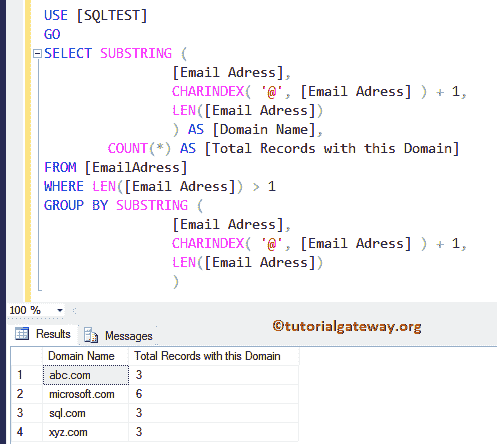 USE [SQLTEST]
GO
SELECT SUBSTRING (
[Email Adress],
CHARINDEX( '@', [Email Adress] ) + 1,
LEN([Email Adress])
) AS [Domain Name],
COUNT(*) AS [Total Records with this Domain]
FROM [EmailAdress]
WHERE LEN([Email Adress]) > 1
GROUP BY SUBSTRING (
[Email Adress],
CHARINDEX( '@', [Email Adress] ) + 1,
LEN([Email Adress])
)
100 %
©tutorialgateway.org
Results Messages
Domain Name Total Records with this Domain
1 abc.com 3
2 microsoft.com 6
3 sql.com 3
4 xyz.com 3